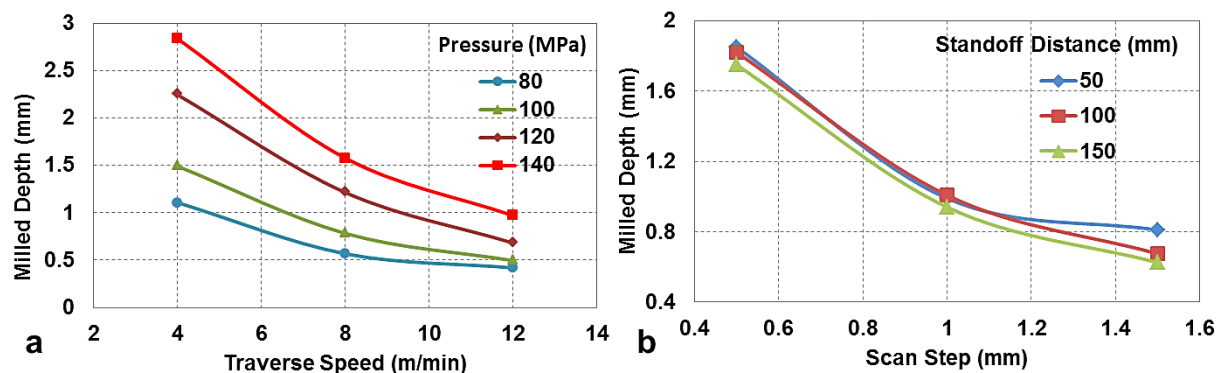 Milled Depth (mm)
3
2.5
2
1.5
1
0.5
0
Pressure (MPa)
80
100
120
140
2 4 6 8 10 12 14
Traverse Speed (m/min)
a
Milled Depth (mm)
2
1.6
1.2
0.8
0.4
Standoff Distance (mm)
50
100
150
0.4 0.6 0.8 1 1.2 1.4 1.6
Scan Step (mm)
b